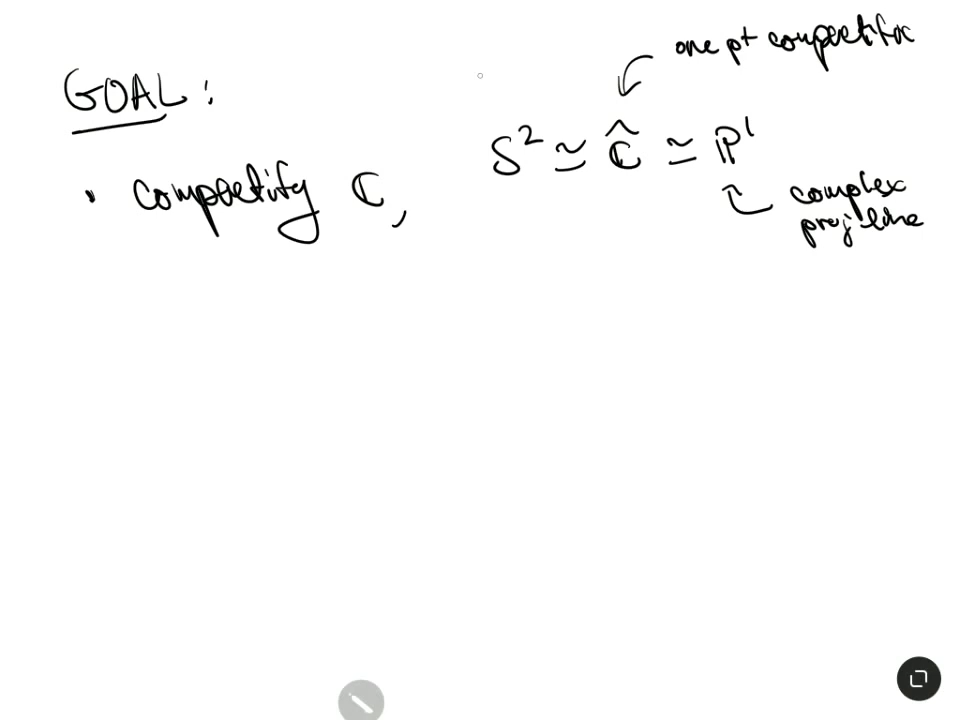 GOAL:
• compactify ℂ,
one pt compactific
S² ≃ ℂ̂ ≃ ℙ¹
complex
proj line